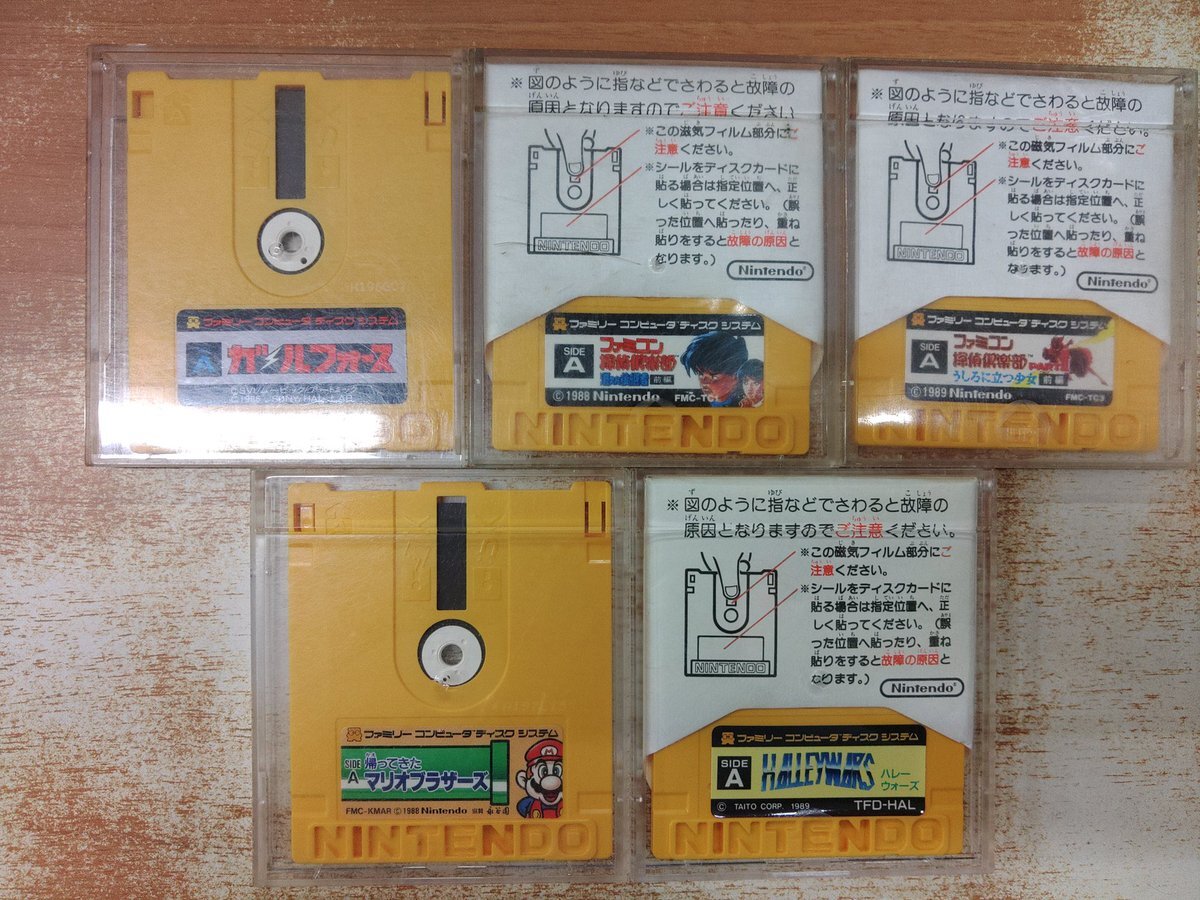 ファミリー コンピュータ ディスク システム
ガールフォース
※図のように指などでさわると故障の
原因となりますのでご注意ください
※この磁気フィルム部分にご
注意ください。
※シールをディスクカードに
貼る場合は指定位置へ、正
しく貼ってください。(誤
った位置へ貼ったり、重ね
貼りをすると故障の原因と
なります。)
NINTENDO
Nintendo®
ファミリー コンピュータ ディスク システム
SIDE
A
ファミコン
探偵倶楽部
前編
©1988 Nintendo FMC-TC1
NINTENDO
※図のように指などでさわると故障の
原因となりますのでご注意ください。
※この磁気フィルム部分にご
注意ください。
※シールをディスクカードに
貼る場合は指定位置へ、正
しく貼ってください。(誤
った位置へ貼ったり、重ね
貼りをすると故障の原因と
なります。)
NINTENDO
Nintendo®
ファミリー コンピュータ ディスク システム
SIDE
A
ファミコン
探偵倶楽部 PARTII
うしろに立つ少女 前編
©1989 Nintendo FMC-TC3
NINTENDO
ファミリー コンピュータ ディスク システム
SIDE
A
帰ってきた
マリオブラザーズ
FMC-KMAR ©1988 Nintendo
NINTENDO
※図のように指などでさわると故障の
原因となりますのでご注意ください。
※この磁気フィルム部分にご
注意ください。
※シールをディスクカードに
貼る場合は指定位置へ、正
しく貼ってください。(誤
った位置へ貼ったり、重ね
貼りをすると故障の原因と
なります。)
NINTENDO
Nintendo®
ファミリー コンピュータ ディスク システム
SIDE
A
HALLEY WARS
ハレー
ウォーズ
© TAITO CORP. 1989 TFD-HAL
NINTENDO